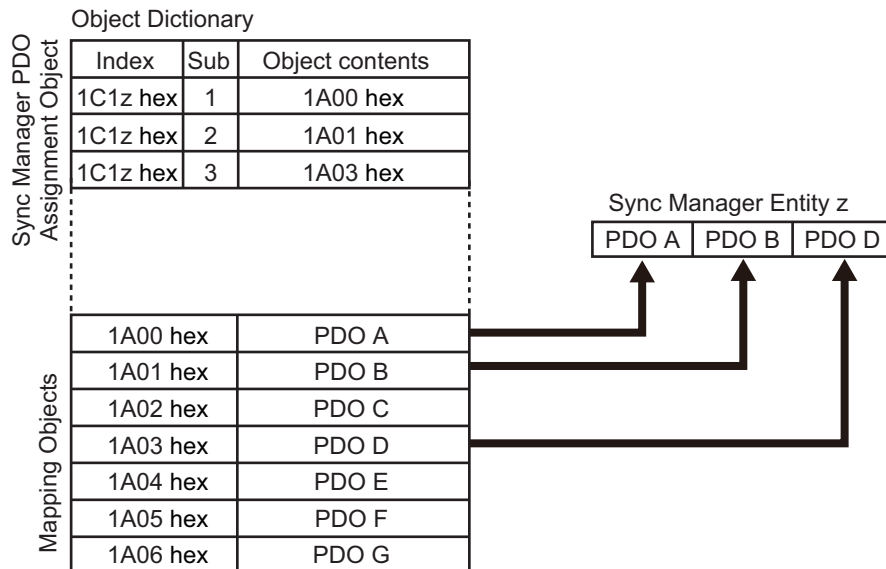 Object Dictionary
Sync Manager PDO
Assignment Object
Index Sub Object contents
1C1z hex 1 1A00 hex
1C1z hex 2 1A01 hex
1C1z hex 3 1A03 hex
Sync Manager Entity z
PDO A PDO B PDO D
Mapping Objects
1A00 hex PDO A
1A01 hex PDO B
1A02 hex PDO C
1A03 hex PDO D
1A04 hex PDO E
1A05 hex PDO F
1A06 hex PDO G